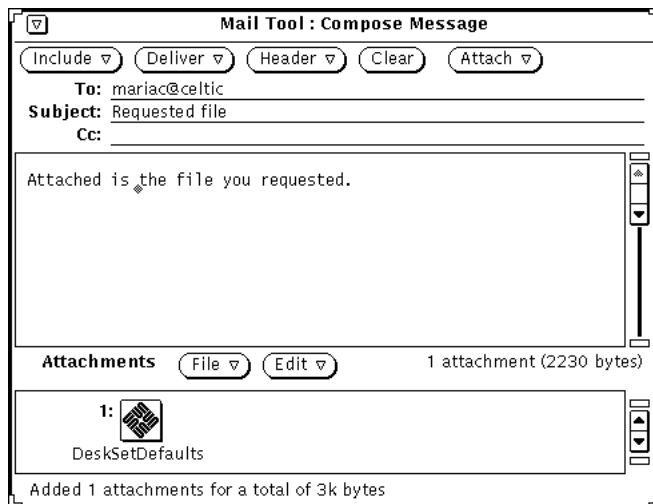 Mail Tool : Compose Message
Include Deliver Header Clear Attach
To: mariac@celtic
Subject: Requested file
Cc:
Attached is the file you requested.
Attachments File Edit 1 attachment (2230 bytes)
1:
DeskSetDefaults
Added 1 attachments for a total of 3k bytes